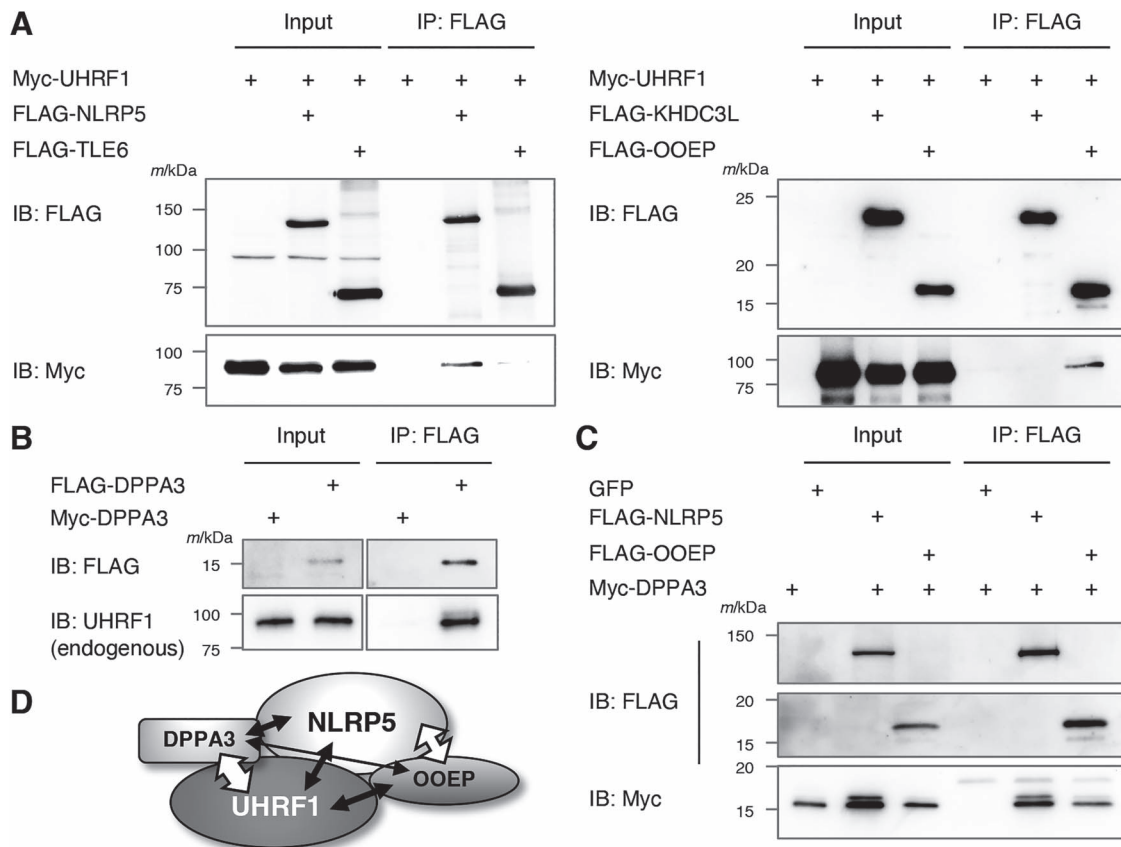 A
Input IP: FLAG
Myc-UHRF1 + + + + + +
FLAG-NLRP5 + +
FLAG-TLE6 + +
m/kDa
IB: FLAG
150
100
75
IB: Myc
100
75
Input IP: FLAG
Myc-UHRF1 + + + + + +
FLAG-KHDC3L + +
FLAG-OOEP + +
m/kDa
IB: FLAG
25
20
15
IB: Myc
100
75
B
Input IP: FLAG
FLAG-DPPA3 + +
Myc-DPPA3 + +
m/kDa
IB: FLAG 15
IB: UHRF1
(endogenous)
100
75
C
Input IP: FLAG
GFP + +
FLAG-NLRP5 + +
FLAG-OOEP + +
Myc-DPPA3 + + + + + +
m/kDa
IB: FLAG
150
20
15
IB: Myc
20
15
D
NLRP5
DPPA3
OOEP
UHRF1